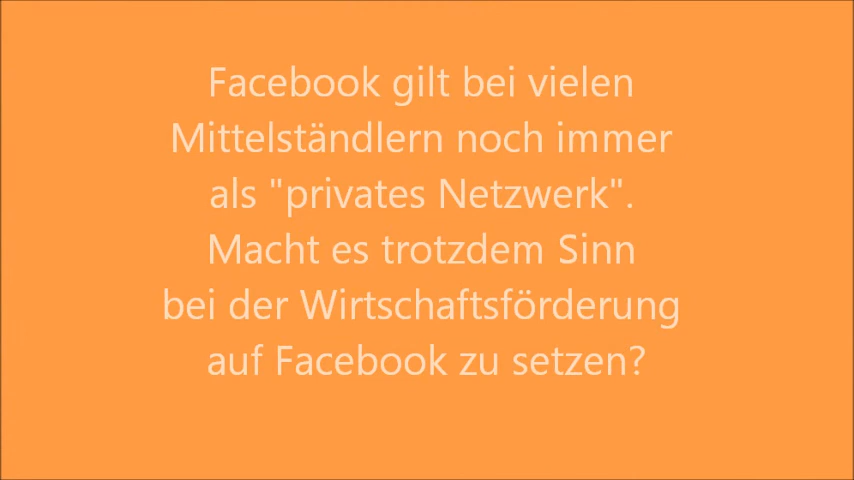 Facebook gilt bei vielen
Mittelständlern noch immer
als "privates Netzwerk".
Macht es trotzdem Sinn
bei der Wirtschaftsförderung
auf Facebook zu setzen?